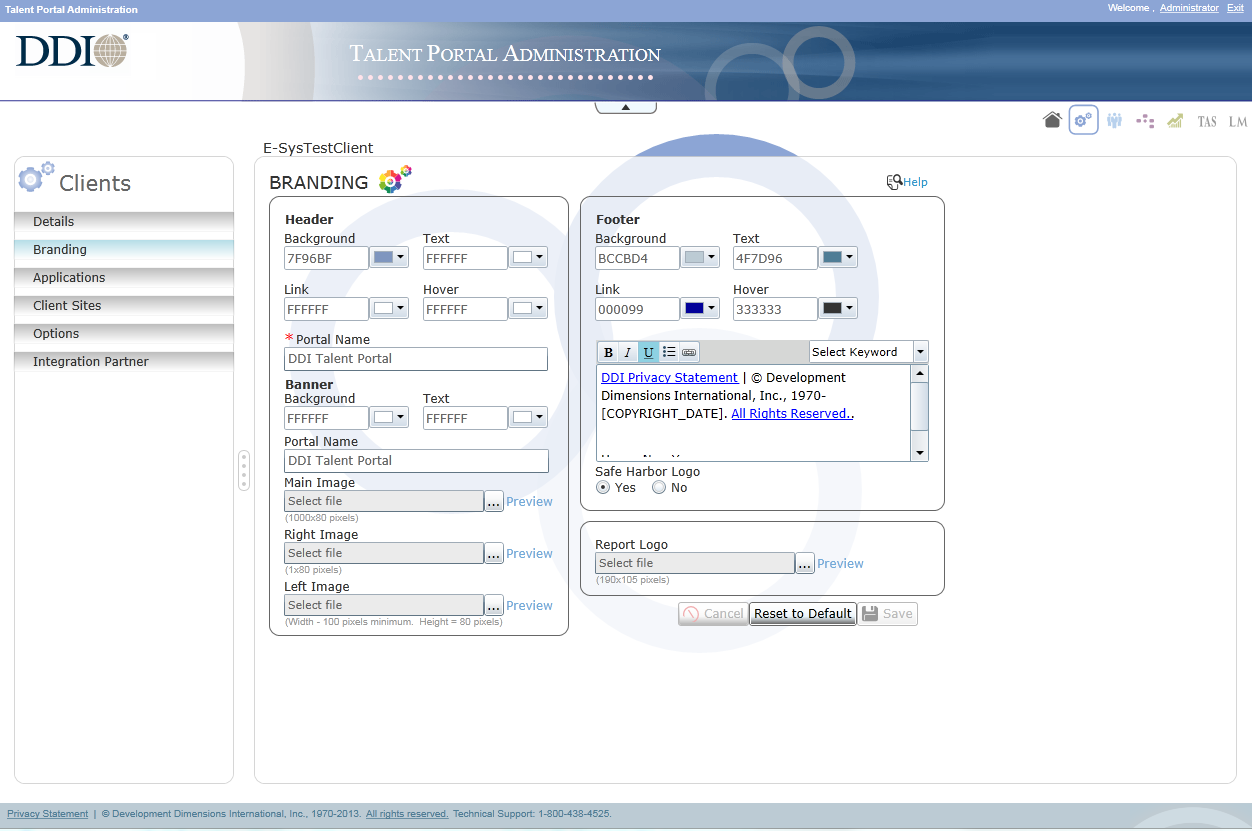 Talent Portal Administration
Welcome , Administrator Exit
DDI®
TALENT PORTAL ADMINISTRATION
TAS LM
E-SysTestClient
Clients
Details
Branding
Applications
Client Sites
Options
Integration Partner
BRANDING
Help
Header
Background Text
7F96BF FFFFFF
Link Hover
FFFFFF FFFFFF
*Portal Name
DDI Talent Portal
Banner
Background Text
FFFFFF FFFFFF
Portal Name
DDI Talent Portal
Main Image
Select file ... Preview
(1000x80 pixels)
Right Image
Select file ... Preview
(1x80 pixels)
Left Image
Select file ... Preview
(Width - 100 pixels minimum. Height = 80 pixels)
Footer
Background Text
BCCBD4 4F7D96
Link Hover
000099 333333
B I U Select Keyword
DDI Privacy Statement | © Development
Dimensions International, Inc., 1970-
[COPYRIGHT_DATE]. All Rights Reserved..
Safe Harbor Logo
Yes No
Report Logo
Select file ... Preview
(190x105 pixels)
Cancel Reset to Default Save
Privacy Statement | © Development Dimensions International, Inc., 1970-2013. All rights reserved. Technical Support: 1-800-438-4525.